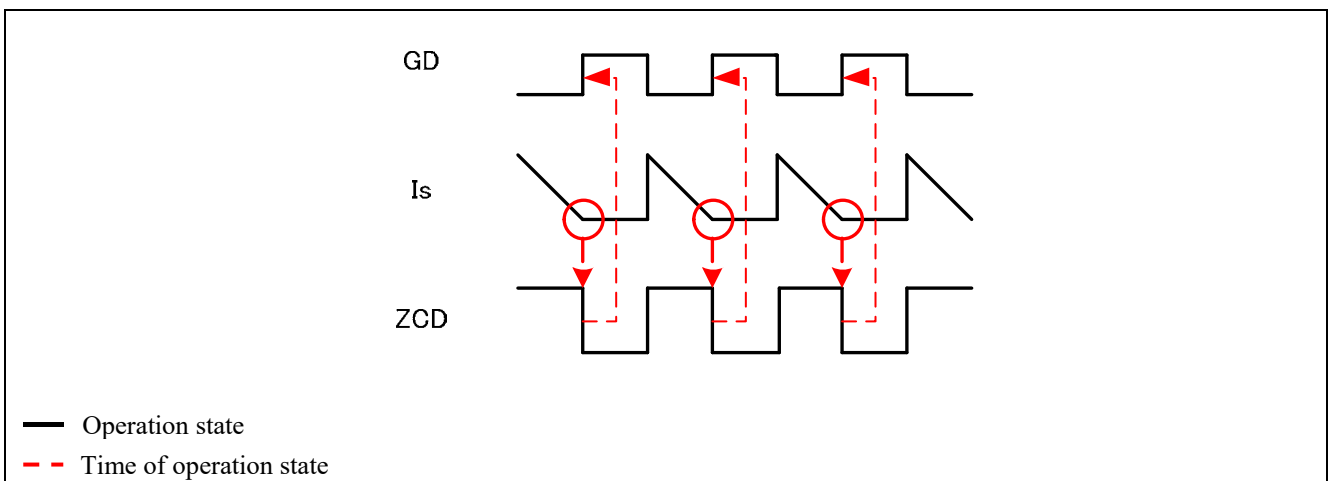 GD
Is
ZCD
Operation state
Time of operation state